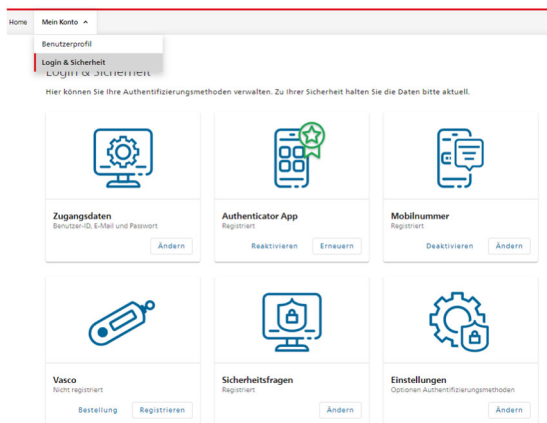 Home Mein Konto
Benutzerprofil
Login & Sicherheit
Login & Sicherheit
Hier können Sie Ihre Authentifizierungsmethoden verwalten. Zu Ihrer Sicherheit halten Sie die Daten bitte aktuell.
Zugangsdaten Authenticator App Mobilnummer
Benutzer-ID, E-Mail und Passwort Registriert Registriert
Ändern Reaktivieren Erneuern Deaktivieren Ändern
Vasco Sicherheitsfragen Einstellungen
Nicht registriert Registriert Optionen Authentifizierungsmethoden
Bestellung Registrieren Ändern Ändern